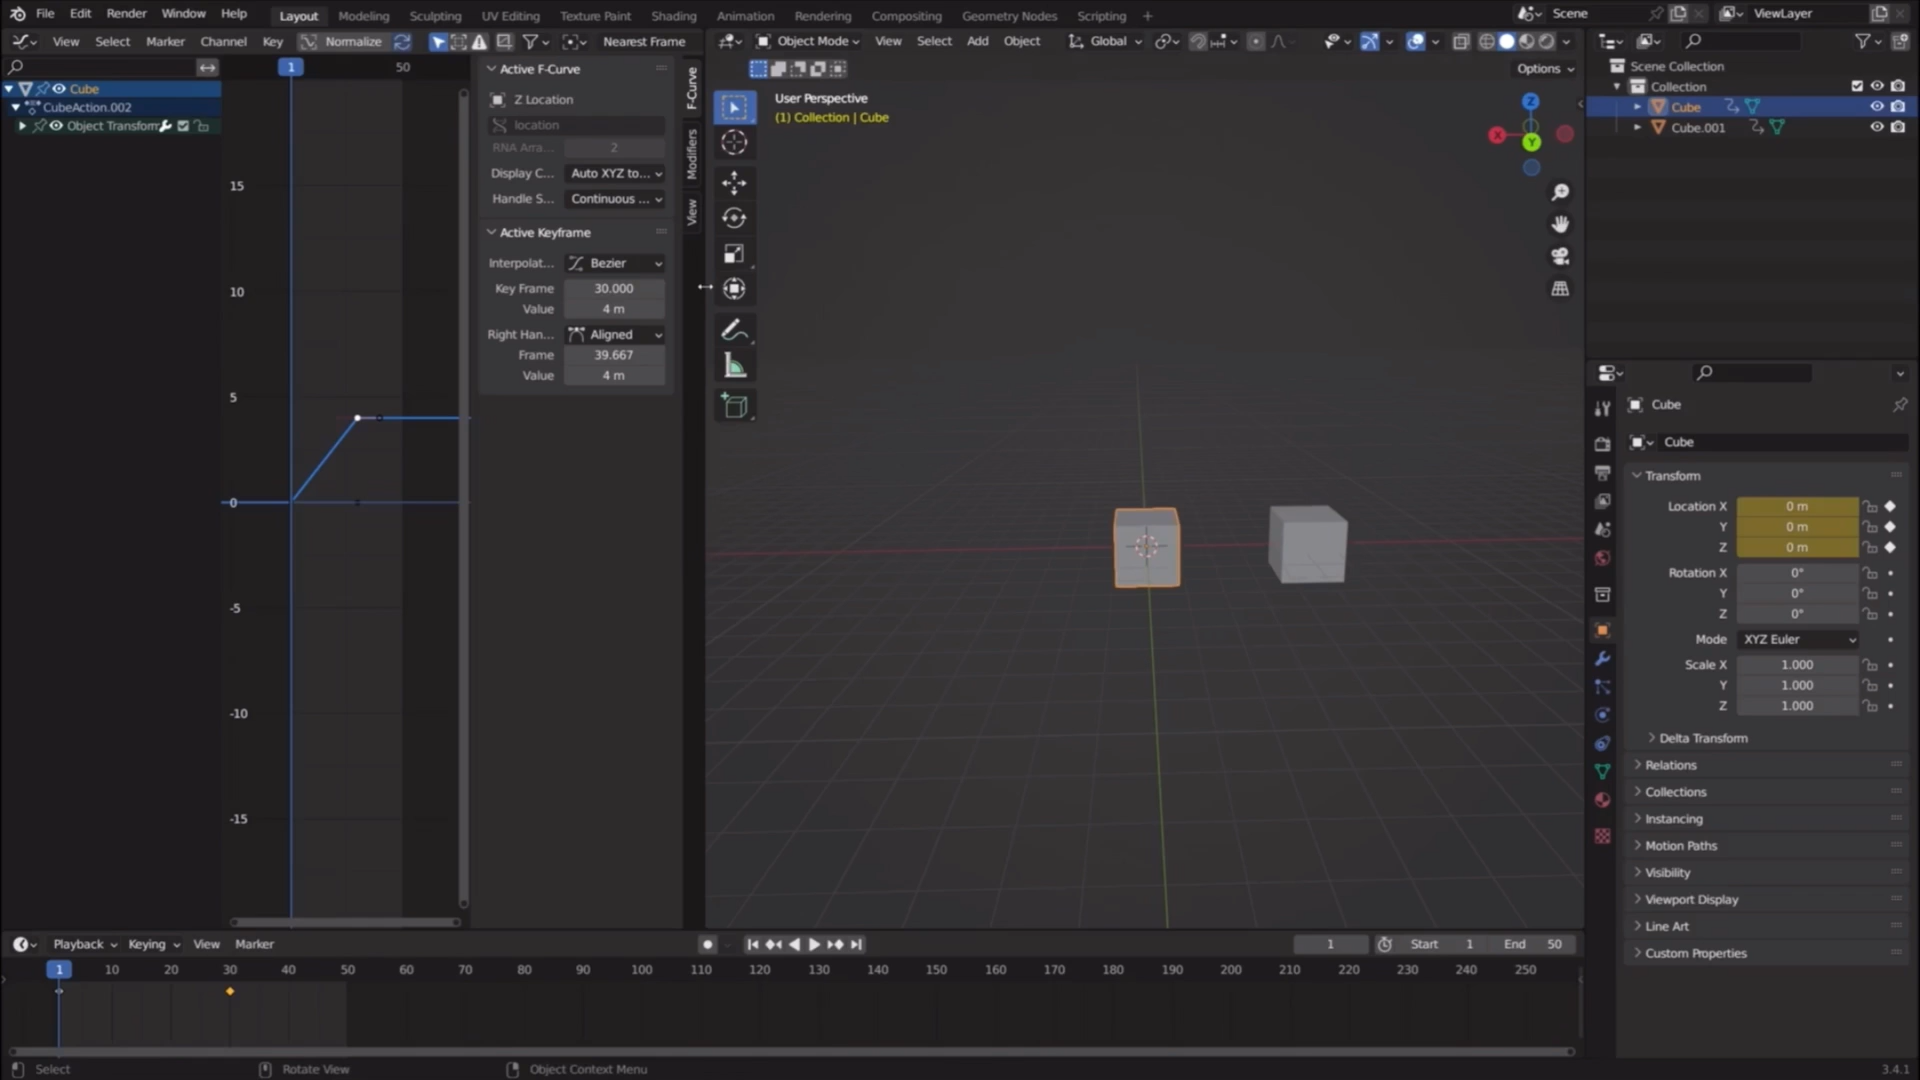 File Edit Render Window Help Layout Modeling Sculpting UV Editing Texture Paint Shading Animation Rendering Compositing Geometry Nodes Scripting + Scene ViewLayer
View Select Marker Channel Key Normalize Nearest Frame Object Mode View Select Add Object Global
1 50 Options
Active F-Curve
Z Location
location
RNA Arra... 2
Display C... Auto XYZ to...
Handle S... Continuous ...
Active Keyframe
Interpolat... Bezier
Key Frame 30.000
Value 4 m
Right Han... Aligned
Frame 39.667
Value 4 m
F-Curve
Modifiers
View
Cube
CubeAction.002
Object Transform
15
10
5
0
-5
-10
-15
User Perspective
(1) Collection | Cube
Z
X
Y
Scene Collection
Collection
Cube
Cube.001
Cube
Cube
Transform
Location X 0 m
Y 0 m
Z 0 m
Rotation X 0°
Y 0°
Z 0°
Mode XYZ Euler
Scale X 1.000
Y 1.000
Z 1.000
Delta Transform
Relations
Collections
Instancing
Motion Paths
Visibility
Viewport Display
Line Art
Custom Properties
Playback Keying View Marker 1 Start 1 End 50
1 10 20 30 40 50 60 70 80 90 100 110 120 130 140 150 160 170 180 190 200 210 220 230 240 250
Select Rotate View Object Context Menu 3.4.1